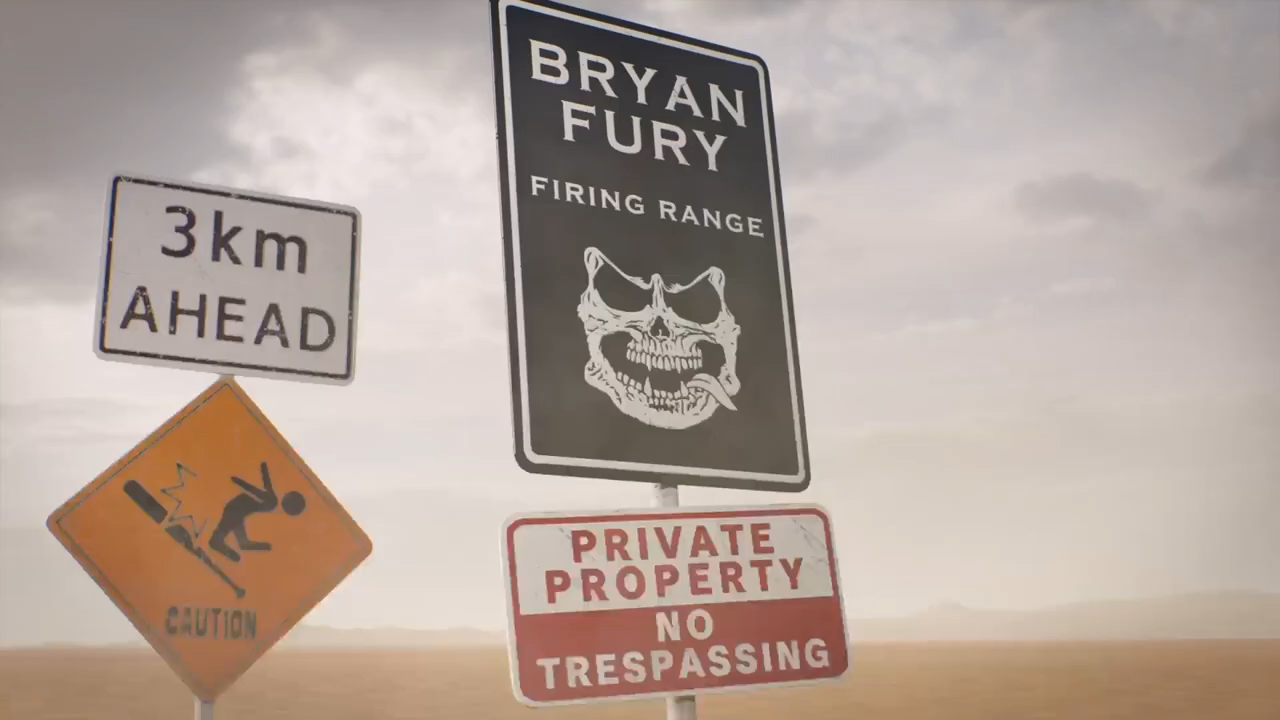 3km
AHEAD
CAUTION
BRYAN
FURY
FIRING RANGE
PRIVATE
PROPERTY
NO
TRESPASSING